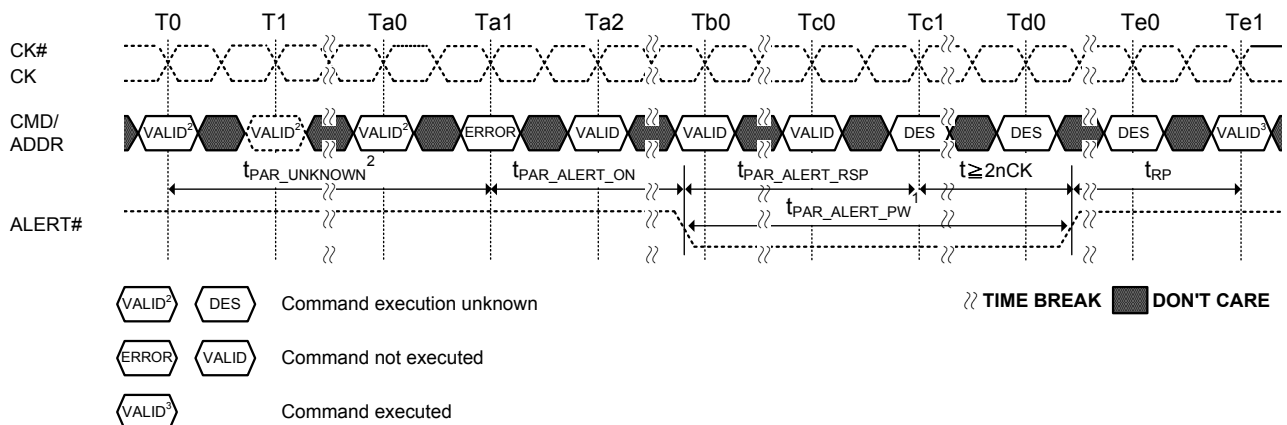 T0 T1 Ta0 Ta1 Ta2 Tb0 Tc0 Tc1 Td0 Te0 Te1
CK#
CK
CMD/
ADDR
VALID² VALID² VALID² ERROR VALID VALID VALID DES DES DES VALID³
tPAR_UNKNOWN² tPAR_ALERT_ON tPAR_ALERT_RSP t≧2nCK tRP
tPAR_ALERT_PW¹
ALERT#
VALID² DES Command execution unknown
TIME BREAK DON'T CARE
ERROR VALID Command not executed
VALID³ Command executed